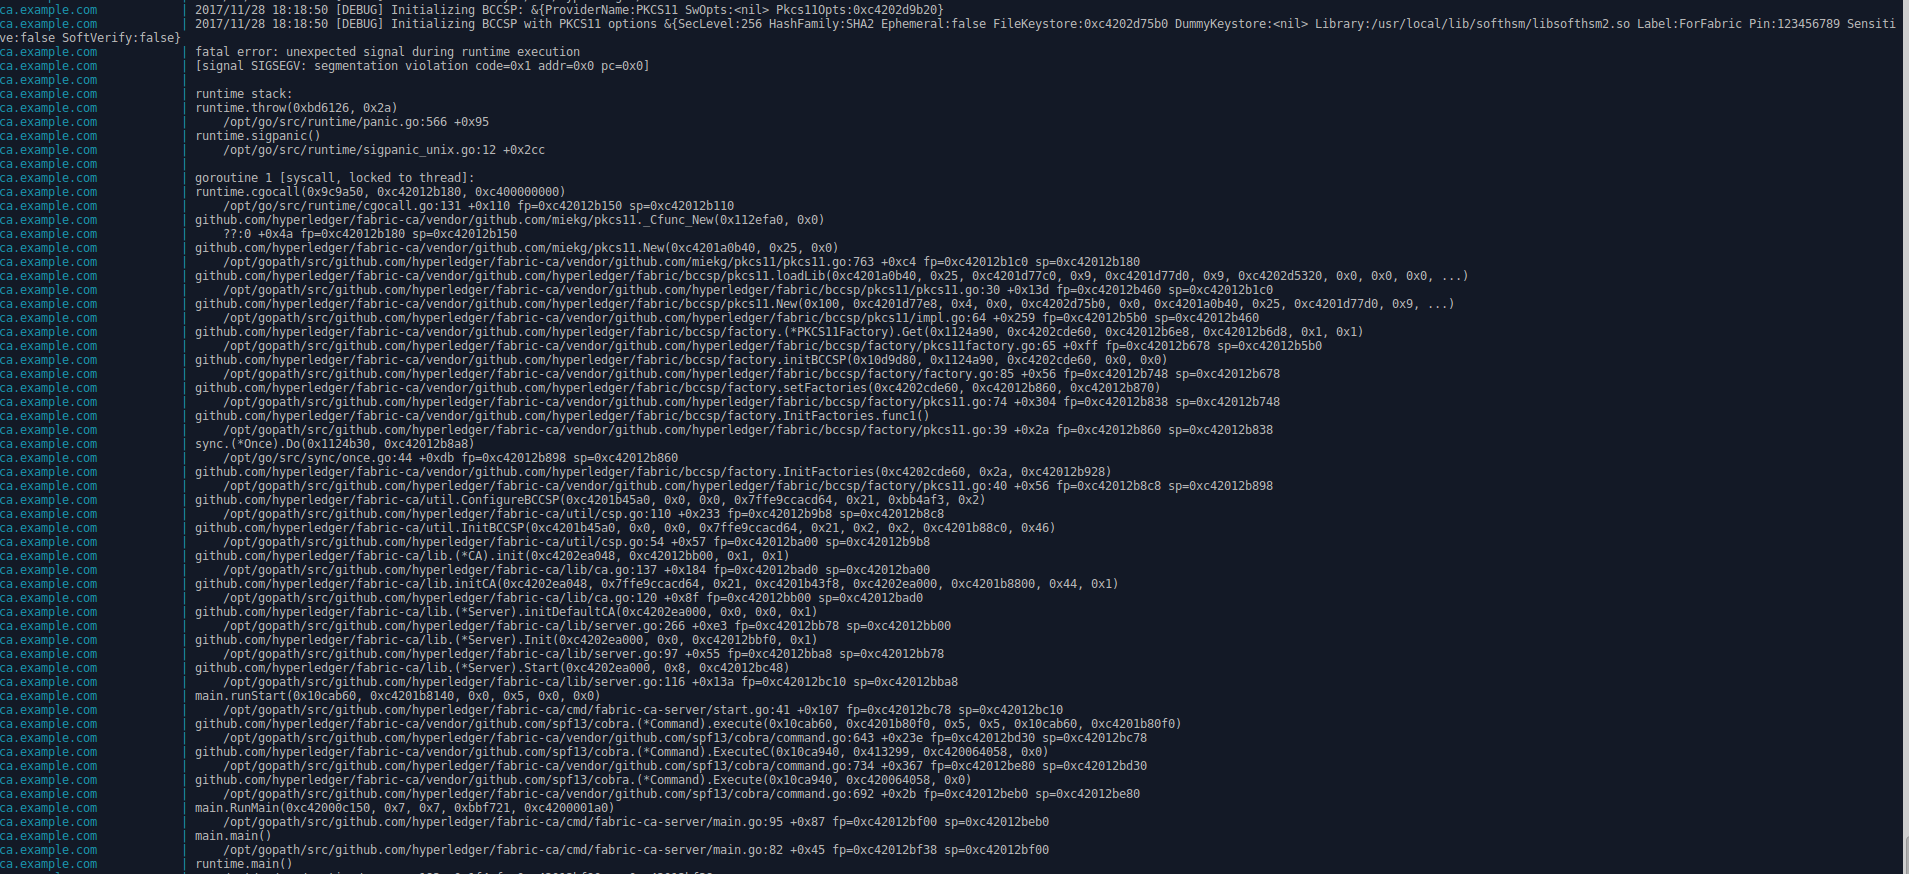 ca.example.com | 2017/11/28 18:18:50 [DEBUG] Initializing BCCSP: &{ProviderName:PKCS11 SwOpts:<nil> Pkcs11Opts:0xc4202d9b20}
ca.example.com | 2017/11/28 18:18:50 [DEBUG] Initializing BCCSP with PKCS11 options &{SecLevel:256 HashFamily:SHA2 Ephemeral:false FileKeystore:0xc4202d75b0 DummyKeystore:<nil> Library:/usr/local/lib/softhsm/libsofthsm2.so Label:ForFabric Pin:123456789 Sensiti
ve:false SoftVerify:false}
ca.example.com | fatal error: unexpected signal during runtime execution
ca.example.com | [signal SIGSEGV: segmentation violation code=0x1 addr=0x0 pc=0x0]
ca.example.com |
ca.example.com | runtime stack:
ca.example.com | runtime.throw(0xbd6126, 0x2a)
ca.example.com | /opt/go/src/runtime/panic.go:566 +0x95
ca.example.com | runtime.sigpanic()
ca.example.com | /opt/go/src/runtime/sigpanic_unix.go:12 +0x2cc
ca.example.com |
ca.example.com | goroutine 1 [syscall, locked to thread]:
ca.example.com | runtime.cgocall(0x9c9a50, 0xc42012b180, 0xc400000000)
ca.example.com | /opt/go/src/runtime/cgocall.go:131 +0x110 fp=0xc42012b150 sp=0xc42012b110
ca.example.com | github.com/hyperledger/fabric-ca/vendor/github.com/miekg/pkcs11._Cfunc_New(0x112efa0, 0x0)
ca.example.com | ??:0 +0x4a fp=0xc42012b180 sp=0xc42012b150
ca.example.com | github.com/hyperledger/fabric-ca/vendor/github.com/miekg/pkcs11.New(0xc4201a0b40, 0x25, 0x0)
ca.example.com | /opt/gopath/src/github.com/hyperledger/fabric-ca/vendor/github.com/miekg/pkcs11/pkcs11.go:763 +0xc4 fp=0xc42012b1c0 sp=0xc42012b180
ca.example.com | github.com/hyperledger/fabric-ca/vendor/github.com/hyperledger/fabric/bccsp/pkcs11.loadLib(0xc4201a0b40, 0x25, 0xc4201d77c0, 0x9, 0xc4201d77d0, 0x9, 0xc4202d5320, 0x0, 0x0, 0x0, ...)
ca.example.com | /opt/gopath/src/github.com/hyperledger/fabric-ca/vendor/github.com/hyperledger/fabric/bccsp/pkcs11/pkcs11.go:30 +0x13d fp=0xc42012b460 sp=0xc42012b1c0
ca.example.com | github.com/hyperledger/fabric-ca/vendor/github.com/hyperledger/fabric/bccsp/pkcs11.New(0x100, 0xc4201d77e8, 0x4, 0x0, 0xc4202d75b0, 0x0, 0xc4201a0b40, 0x25, 0xc4201d77d0, 0x9, ...)
ca.example.com | /opt/gopath/src/github.com/hyperledger/fabric-ca/vendor/github.com/hyperledger/fabric/bccsp/pkcs11/impl.go:64 +0x259 fp=0xc42012b5b0 sp=0xc42012b460
ca.example.com | github.com/hyperledger/fabric-ca/vendor/github.com/hyperledger/fabric/bccsp/factory.(*PKCS11Factory).Get(0x1124a90, 0xc4202cde60, 0xc42012b6e8, 0xc42012b6d8, 0x1, 0x1)
ca.example.com | /opt/gopath/src/github.com/hyperledger/fabric-ca/vendor/github.com/hyperledger/fabric/bccsp/factory/pkcs11factory.go:65 +0xff fp=0xc42012b678 sp=0xc42012b5b0
ca.example.com | github.com/hyperledger/fabric-ca/vendor/github.com/hyperledger/fabric/bccsp/factory.initBCCSP(0x10d9d80, 0x1124a90, 0xc4202cde60, 0x0, 0x0)
ca.example.com | /opt/gopath/src/github.com/hyperledger/fabric-ca/vendor/github.com/hyperledger/fabric/bccsp/factory/factory.go:85 +0x56 fp=0xc42012b748 sp=0xc42012b678
ca.example.com | github.com/hyperledger/fabric-ca/vendor/github.com/hyperledger/fabric/bccsp/factory.setFactories(0xc4202cde60, 0xc42012b860, 0xc42012b870)
ca.example.com | /opt/gopath/src/github.com/hyperledger/fabric-ca/vendor/github.com/hyperledger/fabric/bccsp/factory/pkcs11.go:74 +0x304 fp=0xc42012b838 sp=0xc42012b748
ca.example.com | github.com/hyperledger/fabric-ca/vendor/github.com/hyperledger/fabric/bccsp/factory.InitFactories.func1()
ca.example.com | /opt/gopath/src/github.com/hyperledger/fabric-ca/vendor/github.com/hyperledger/fabric/bccsp/factory/pkcs11.go:39 +0x2a fp=0xc42012b860 sp=0xc42012b838
ca.example.com | sync.(*Once).Do(0x1124b30, 0xc42012b8a8)
ca.example.com | /opt/go/src/sync/once.go:44 +0xdb fp=0xc42012b898 sp=0xc42012b860
ca.example.com | github.com/hyperledger/fabric-ca/vendor/github.com/hyperledger/fabric/bccsp/factory.InitFactories(0xc4202cde60, 0x2a, 0xc42012b928)
ca.example.com | /opt/gopath/src/github.com/hyperledger/fabric-ca/vendor/github.com/hyperledger/fabric/bccsp/factory/pkcs11.go:40 +0x56 fp=0xc42012b8c8 sp=0xc42012b898
ca.example.com | github.com/hyperledger/fabric-ca/util.ConfigureBCCSP(0xc4201b45a0, 0x0, 0x0, 0x7ffe9ccacd64, 0x21, 0xbb4af3, 0x2)
ca.example.com | /opt/gopath/src/github.com/hyperledger/fabric-ca/util/csp.go:110 +0x233 fp=0xc42012b9b8 sp=0xc42012b8c8
ca.example.com | github.com/hyperledger/fabric-ca/util.InitBCCSP(0xc4201b45a0, 0x0, 0x0, 0x7ffe9ccacd64, 0x21, 0x2, 0x2, 0xc4201b88c0, 0x46)
ca.example.com | /opt/gopath/src/github.com/hyperledger/fabric-ca/util/csp.go:54 +0x57 fp=0xc42012ba00 sp=0xc42012b9b8
ca.example.com | github.com/hyperledger/fabric-ca/lib.(*CA).init(0xc4202ea048, 0xc42012bb00, 0x1, 0x1)
ca.example.com | /opt/gopath/src/github.com/hyperledger/fabric-ca/lib/ca.go:137 +0x184 fp=0xc42012bad0 sp=0xc42012ba00
ca.example.com | github.com/hyperledger/fabric-ca/lib.initCA(0xc4202ea048, 0x7ffe9ccacd64, 0x21, 0xc4201b43f8, 0xc4202ea000, 0xc4201b8800, 0x44, 0x1)
ca.example.com | /opt/gopath/src/github.com/hyperledger/fabric-ca/lib/ca.go:120 +0x8f fp=0xc42012bb00 sp=0xc42012bad0
ca.example.com | github.com/hyperledger/fabric-ca/lib.(*Server).initDefaultCA(0xc4202ea000, 0x0, 0x0, 0x1)
ca.example.com | /opt/gopath/src/github.com/hyperledger/fabric-ca/lib/server.go:266 +0xe3 fp=0xc42012bb78 sp=0xc42012bb00
ca.example.com | github.com/hyperledger/fabric-ca/lib.(*Server).Init(0xc4202ea000, 0x0, 0xc42012bbf0, 0x1)
ca.example.com | /opt/gopath/src/github.com/hyperledger/fabric-ca/lib/server.go:97 +0x55 fp=0xc42012bba8 sp=0xc42012bb78
ca.example.com | github.com/hyperledger/fabric-ca/lib.(*Server).Start(0xc4202ea000, 0x8, 0xc42012bc48)
ca.example.com | /opt/gopath/src/github.com/hyperledger/fabric-ca/lib/server.go:116 +0x13a fp=0xc42012bc10 sp=0xc42012bba8
ca.example.com | main.runStart(0x10cab60, 0xc4201b8140, 0x0, 0x5, 0x0, 0x0)
ca.example.com | /opt/gopath/src/github.com/hyperledger/fabric-ca/cmd/fabric-ca-server/start.go:41 +0x107 fp=0xc42012bc78 sp=0xc42012bc10
ca.example.com | github.com/hyperledger/fabric-ca/vendor/github.com/spf13/cobra.(*Command).execute(0x10cab60, 0xc4201b80f0, 0x5, 0x5, 0x10cab60, 0xc4201b80f0)
ca.example.com | /opt/gopath/src/github.com/hyperledger/fabric-ca/vendor/github.com/spf13/cobra/command.go:643 +0x23e fp=0xc42012bd30 sp=0xc42012bc78
ca.example.com | github.com/hyperledger/fabric-ca/vendor/github.com/spf13/cobra.(*Command).ExecuteC(0x10ca940, 0x413299, 0xc420064058, 0x0)
ca.example.com | /opt/gopath/src/github.com/hyperledger/fabric-ca/vendor/github.com/spf13/cobra/command.go:734 +0x367 fp=0xc42012be80 sp=0xc42012bd30
ca.example.com | github.com/hyperledger/fabric-ca/vendor/github.com/spf13/cobra.(*Command).Execute(0x10ca940, 0xc420064058, 0x0)
ca.example.com | /opt/gopath/src/github.com/hyperledger/fabric-ca/vendor/github.com/spf13/cobra/command.go:692 +0x2b fp=0xc42012beb0 sp=0xc42012be80
ca.example.com | main.RunMain(0xc42000c150, 0x7, 0x7, 0xbbf721, 0xc4200001a0)
ca.example.com | /opt/gopath/src/github.com/hyperledger/fabric-ca/cmd/fabric-ca-server/main.go:95 +0x87 fp=0xc42012bf00 sp=0xc42012beb0
ca.example.com | main.main()
ca.example.com | /opt/gopath/src/github.com/hyperledger/fabric-ca/cmd/fabric-ca-server/main.go:82 +0x45 fp=0xc42012bf38 sp=0xc42012bf00
ca.example.com | runtime.main()